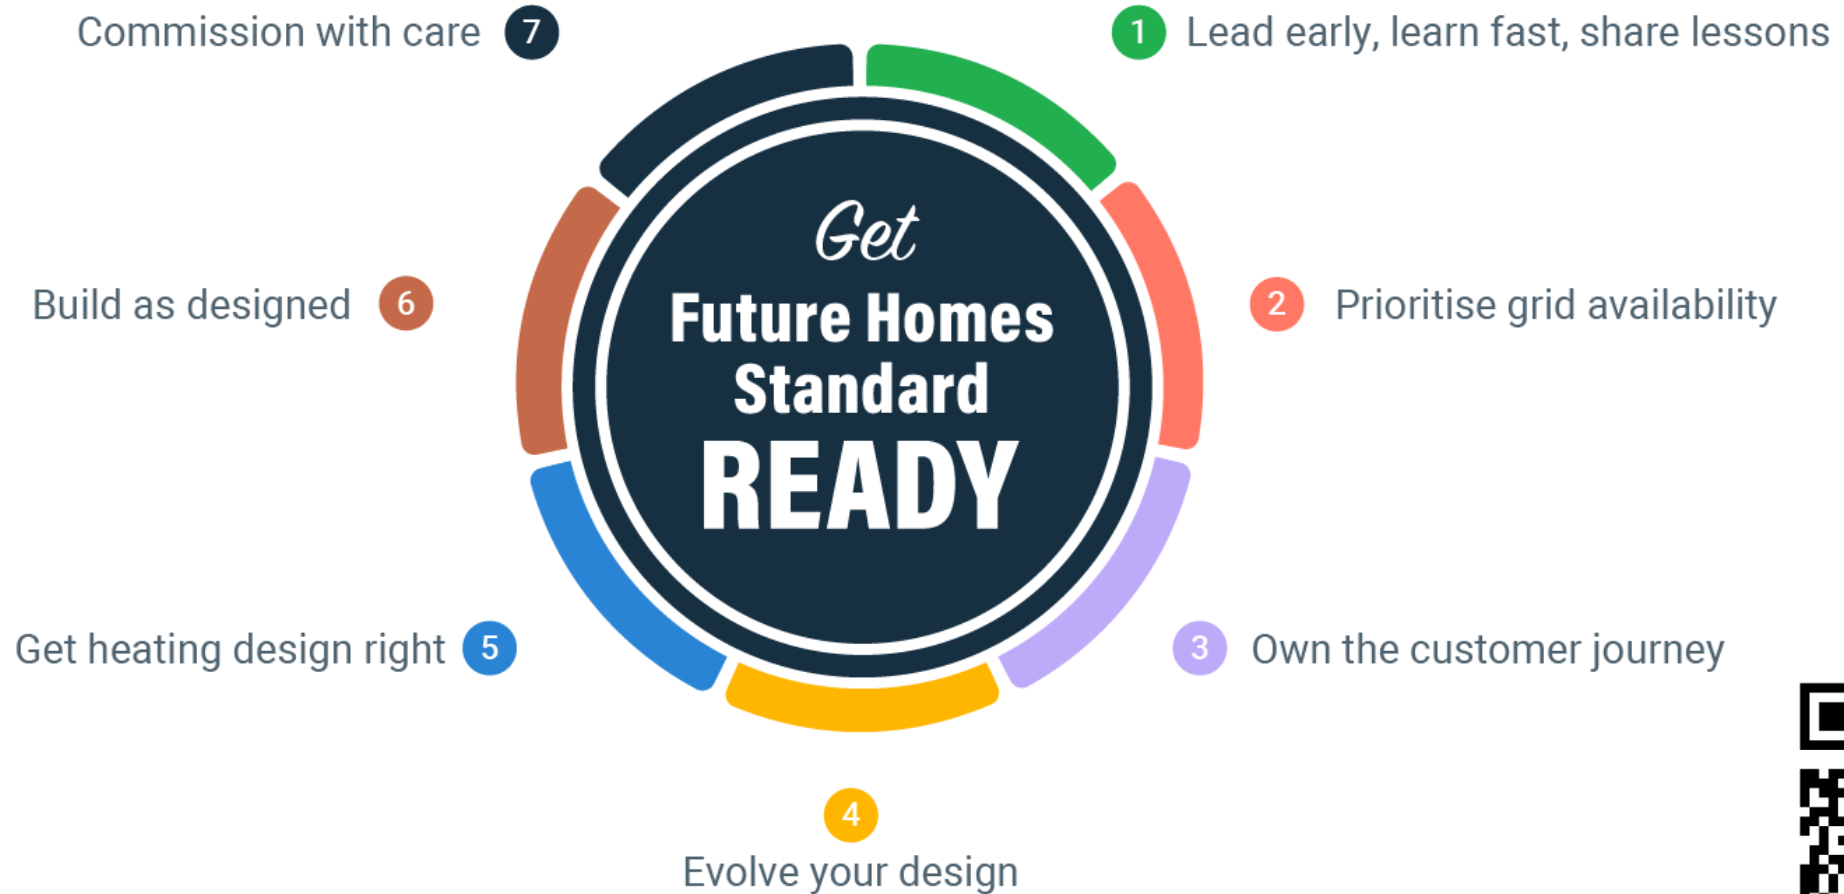 Get
Future Homes
Standard
READY
1 Lead early, learn fast, share lessons
2 Prioritise grid availability
3 Own the customer journey
4
Evolve your design
Get heating design right 5
Build as designed 6
Commission with care 7